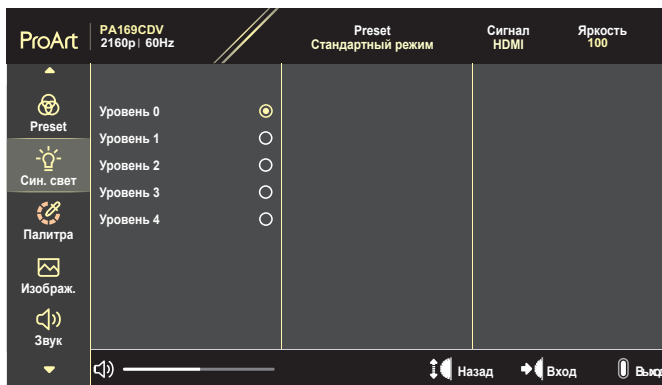 ProArt
PA169CDV
2160p | 60Hz
Preset
Стандартный режим
Сигнал
HDMI
Яркость
100
Preset
Син. свет
Палитра
Изображ.
Звук
Уровень 0
Уровень 1
Уровень 2
Уровень 3
Уровень 4
Назад
Вход
Выход